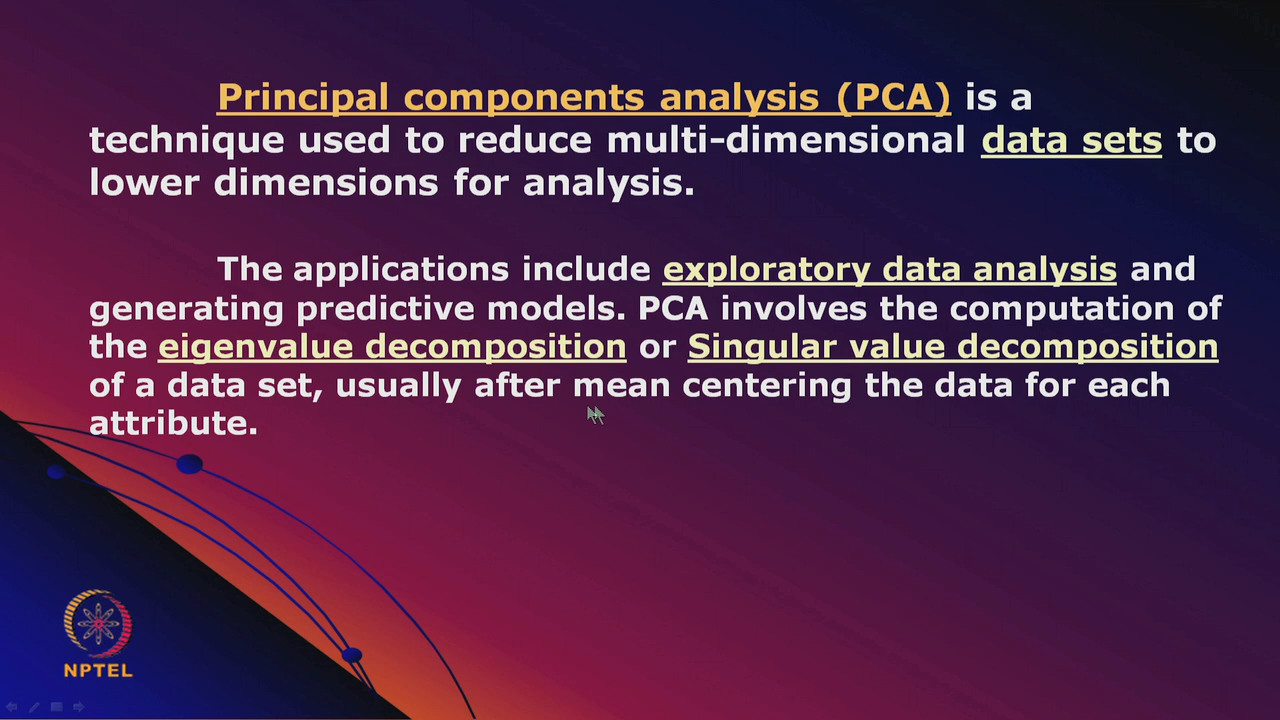 Principal components analysis (PCA) is a
technique used to reduce multi-dimensional data sets to
lower dimensions for analysis.
The applications include exploratory data analysis and
generating predictive models. PCA involves the computation of
the eigenvalue decomposition or Singular value decomposition
of a data set, usually after mean centering the data for each
attribute.
NPTEL